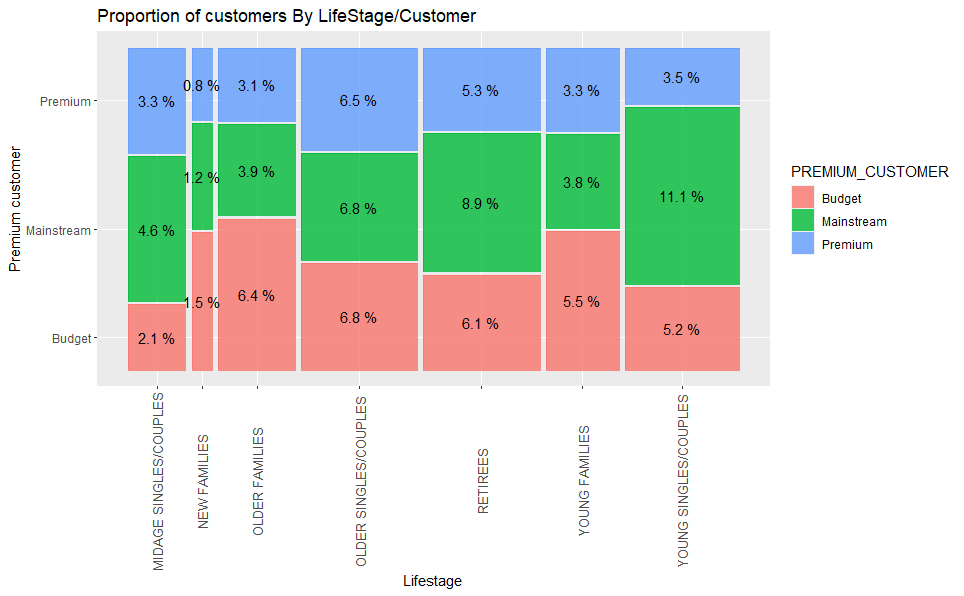 Proportion of customers By LifeStage/Customer
Premium customer
Premium
Mainstream
Budget
3.3 %
0.8 %
3.1 %
6.5 %
5.3 %
3.3 %
3.5 %
4.6 %
1.2 %
3.9 %
6.8 %
8.9 %
3.8 %
11.1 %
2.1 %
1.5 %
6.4 %
6.8 %
6.1 %
5.5 %
5.2 %
MIDAGE SINGLES/COUPLES
NEW FAMILIES
OLDER FAMILIES
OLDER SINGLES/COUPLES
RETIREES
YOUNG FAMILIES
YOUNG SINGLES/COUPLES
Lifestage
PREMIUM_CUSTOMER
Budget
Mainstream
Premium